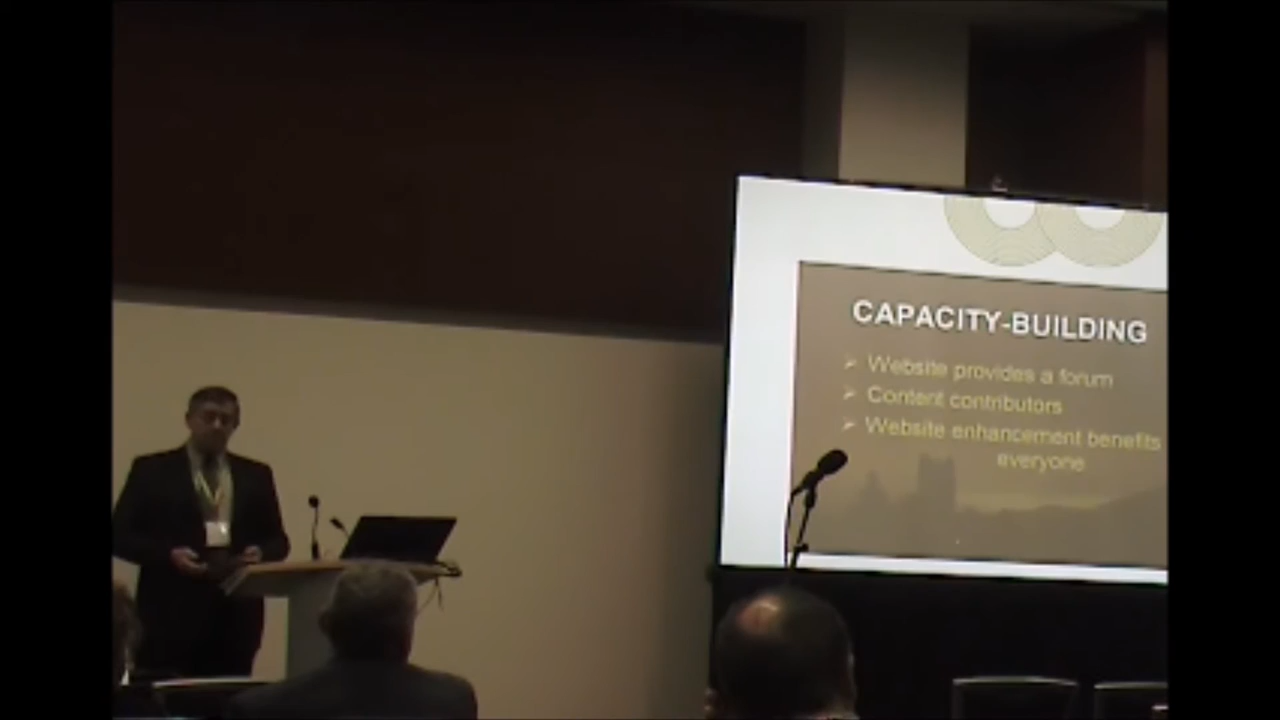 CAPACITY-BUILDING
Website provides a forum
Content contributors
Website enhancement benefits
everyone